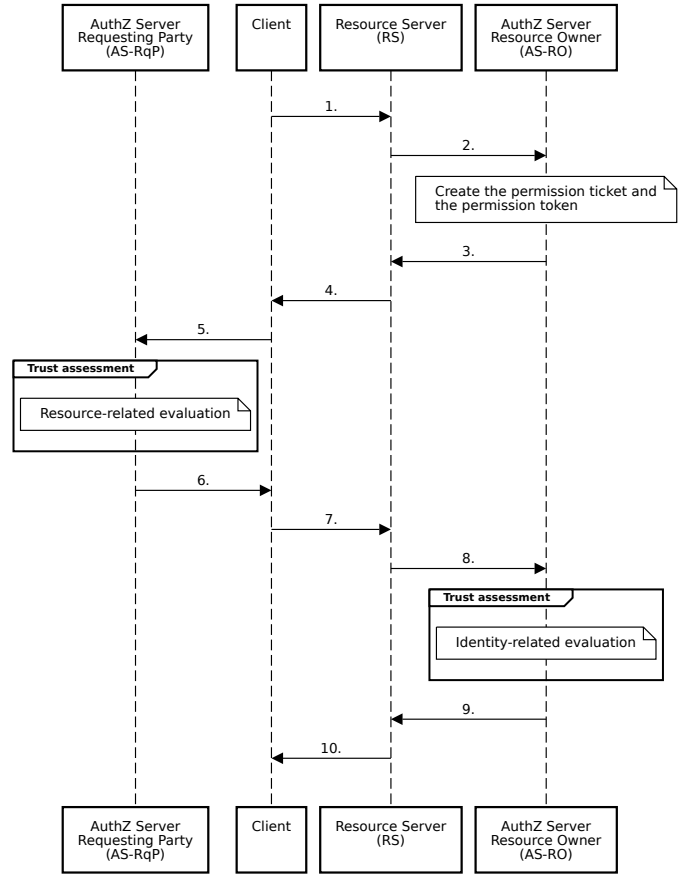 AuthZ Server
Requesting Party
(AS-RqP)
Client
Resource Server
(RS)
AuthZ Server
Resource Owner
(AS-RO)
1.
2.
Create the permission ticket and
the permission token
3.
4.
5.
Trust assessment
Resource-related evaluation
6.
7.
8.
Trust assessment
Identity-related evaluation
9.
10.
AuthZ Server
Requesting Party
(AS-RqP)
Client
Resource Server
(RS)
AuthZ Server
Resource Owner
(AS-RO)